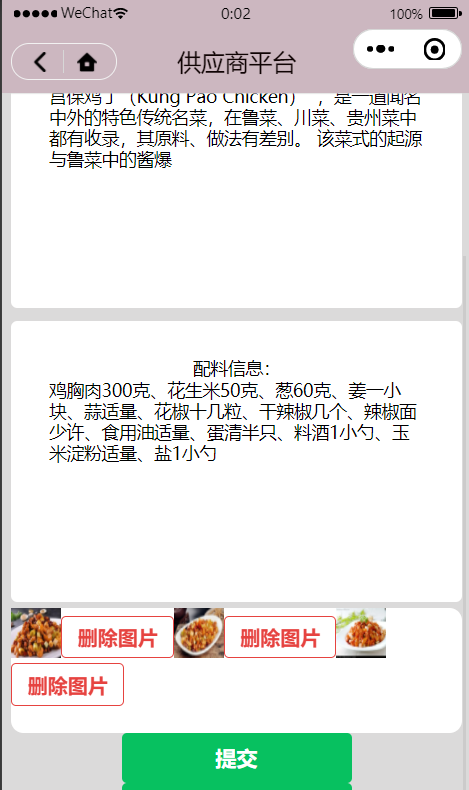 WeChat 0:02 100%
供应商平台
宫保鸡丁（Kung Pao Chicken） ，是一道闻名
中外的特色传统名菜，在鲁菜、川菜、贵州菜中
都有收录，其原料、做法有差别。 该菜式的起源
与鲁菜中的酱爆
配料信息：
鸡胸肉300克、花生米50克、葱60克、姜一小
块、蒜适量、花椒十几粒、干辣椒几个、辣椒面
少许、食用油适量、蛋清半只、料酒1小勺、玉
米淀粉适量、盐1小勺
删除图片 删除图片
删除图片
提交